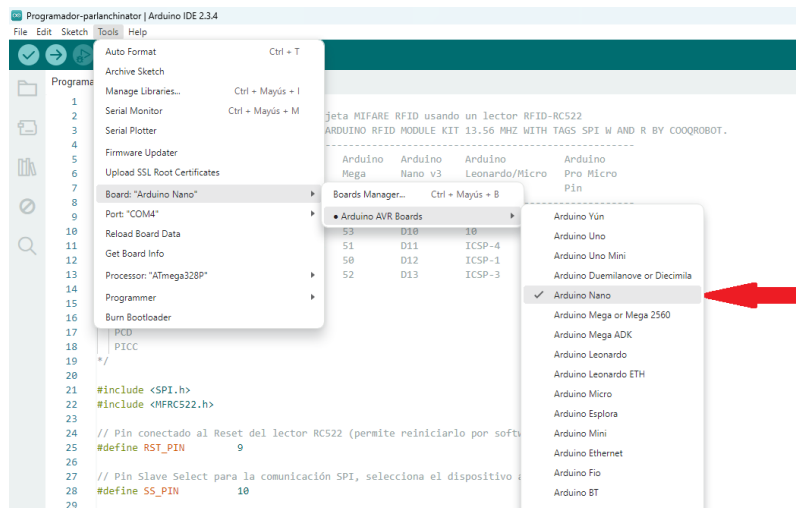 Programador-parlanchinator | Arduino IDE 2.3.4
File Edit Sketch Tools Help
Programa
Auto Format Ctrl + T
Archive Sketch
Manage Libraries... Ctrl + Mayús + I
Serial Monitor Ctrl + Mayús + M
Serial Plotter
Firmware Updater
Upload SSL Root Certificates
Board: "Arduino Nano"
Port: "COM4"
Reload Board Data
Get Board Info
Processor: "ATmega328P"
Programmer
Burn Bootloader
Boards Manager... Ctrl + Mayús + B
• Arduino AVR Boards
Arduino Yún
Arduino Uno
Arduino Uno Mini
Arduino Duemilanove or Diecimila
✓ Arduino Nano
Arduino Mega or Mega 2560
Arduino Mega ADK
Arduino Leonardo
Arduino Leonardo ETH
Arduino Micro
Arduino Esplora
Arduino Mini
Arduino Ethernet
Arduino Fio
Arduino BT
1
2 jeta MIFARE RFID usando un lector RFID-RC522
3 ARDUINO RFID MODULE KIT 13.56 MHZ WITH TAGS SPI W AND R BY COOQROBOT.
4 ----------------------------------------
5 Arduino Arduino Arduino Arduino
6 Mega Nano v3 Leonardo/Micro Pro Micro
7 Pin
8
9
10 53 D10 10
11 51 D11 ICSP-4
12 50 D12 ICSP-1
13 52 D13 ICSP-3
14
15
16
17 PCD
18 PICC
19 */
20
21 #include <SPI.h>
22 #include <MFRC522.h>
23
24 // Pin conectado al Reset del lector RC522 (permite reiniciarlo por softw
25 #define RST_PIN 9
26
27 // Pin Slave Select para la comunicación SPI, selecciona el dispositivo a
28 #define SS_PIN 10
29